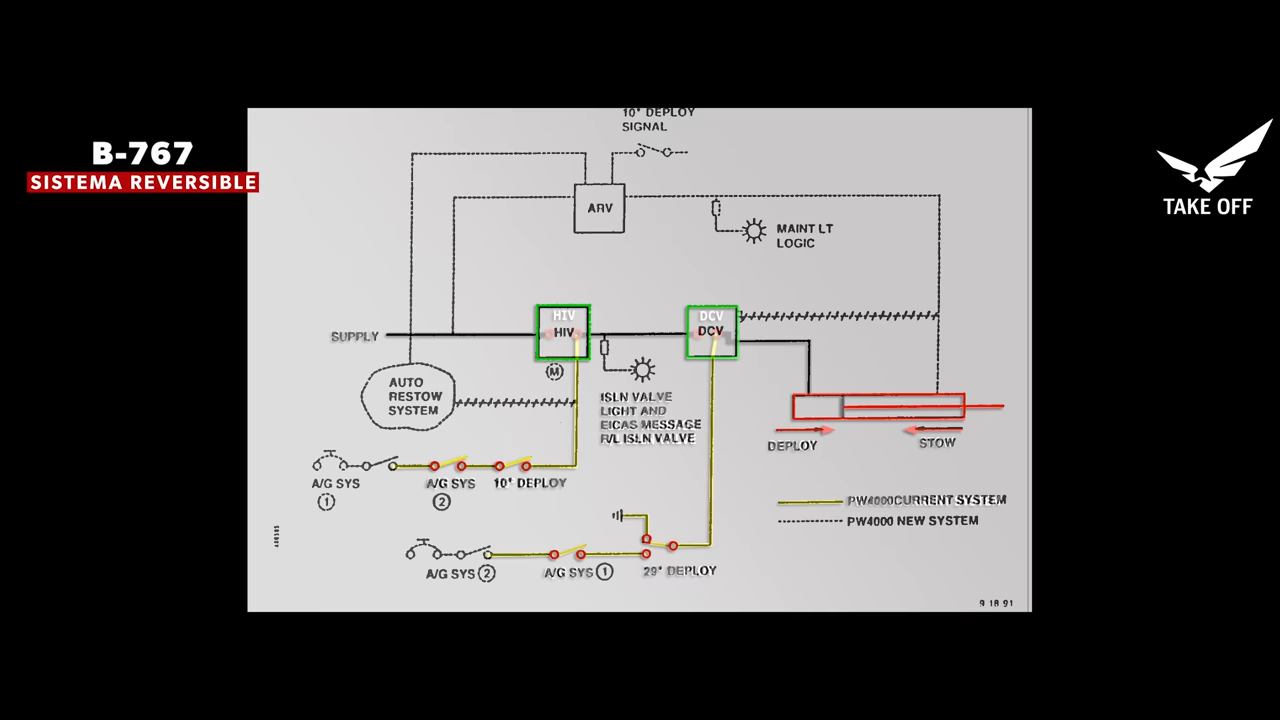 B-767
SISTEMA REVERSIBLE
TAKE OFF
10° DEPLOY
SIGNAL
ARV
MAINT LT
LOGIC
HIV
HIV
DCV
DCV
SUPPLY
M
AUTO
RESTOW
SYSTEM
ISLN VALVE
LIGHT AND
EICAS MESSAGE
R/L ISLN VALVE
DEPLOY
STOW
A/G SYS
1
A/G SYS
2
10° DEPLOY
PW4000 CURRENT SYSTEM
PW4000 NEW SYSTEM
A/G SYS 2
A/G SYS 1
29° DEPLOY
9 18 91